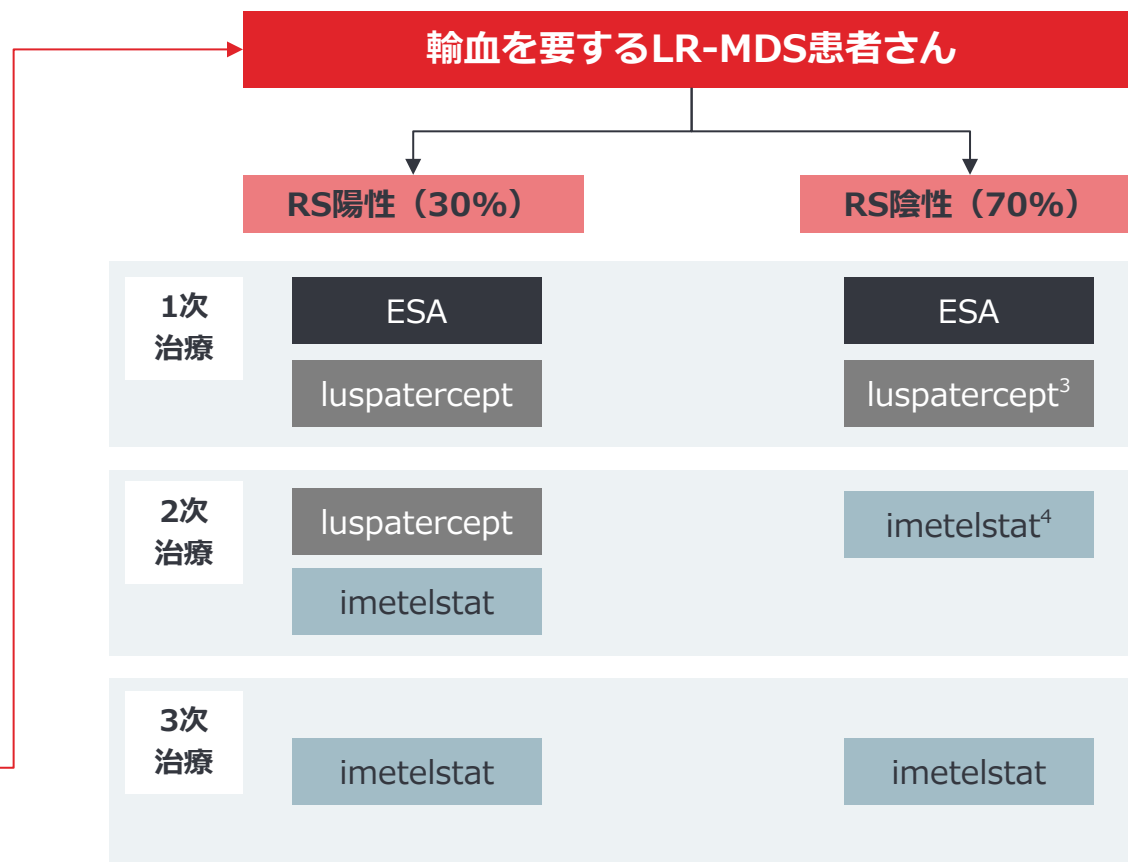 輸血を要するLR-MDS患者さん
RS陽性（30%）
RS陰性（70%）
1次
治療
ESA
ESA
luspatercept
luspatercept³
2次
治療
luspatercept
imetelstat⁴
imetelstat
3次
治療
imetelstat
imetelstat